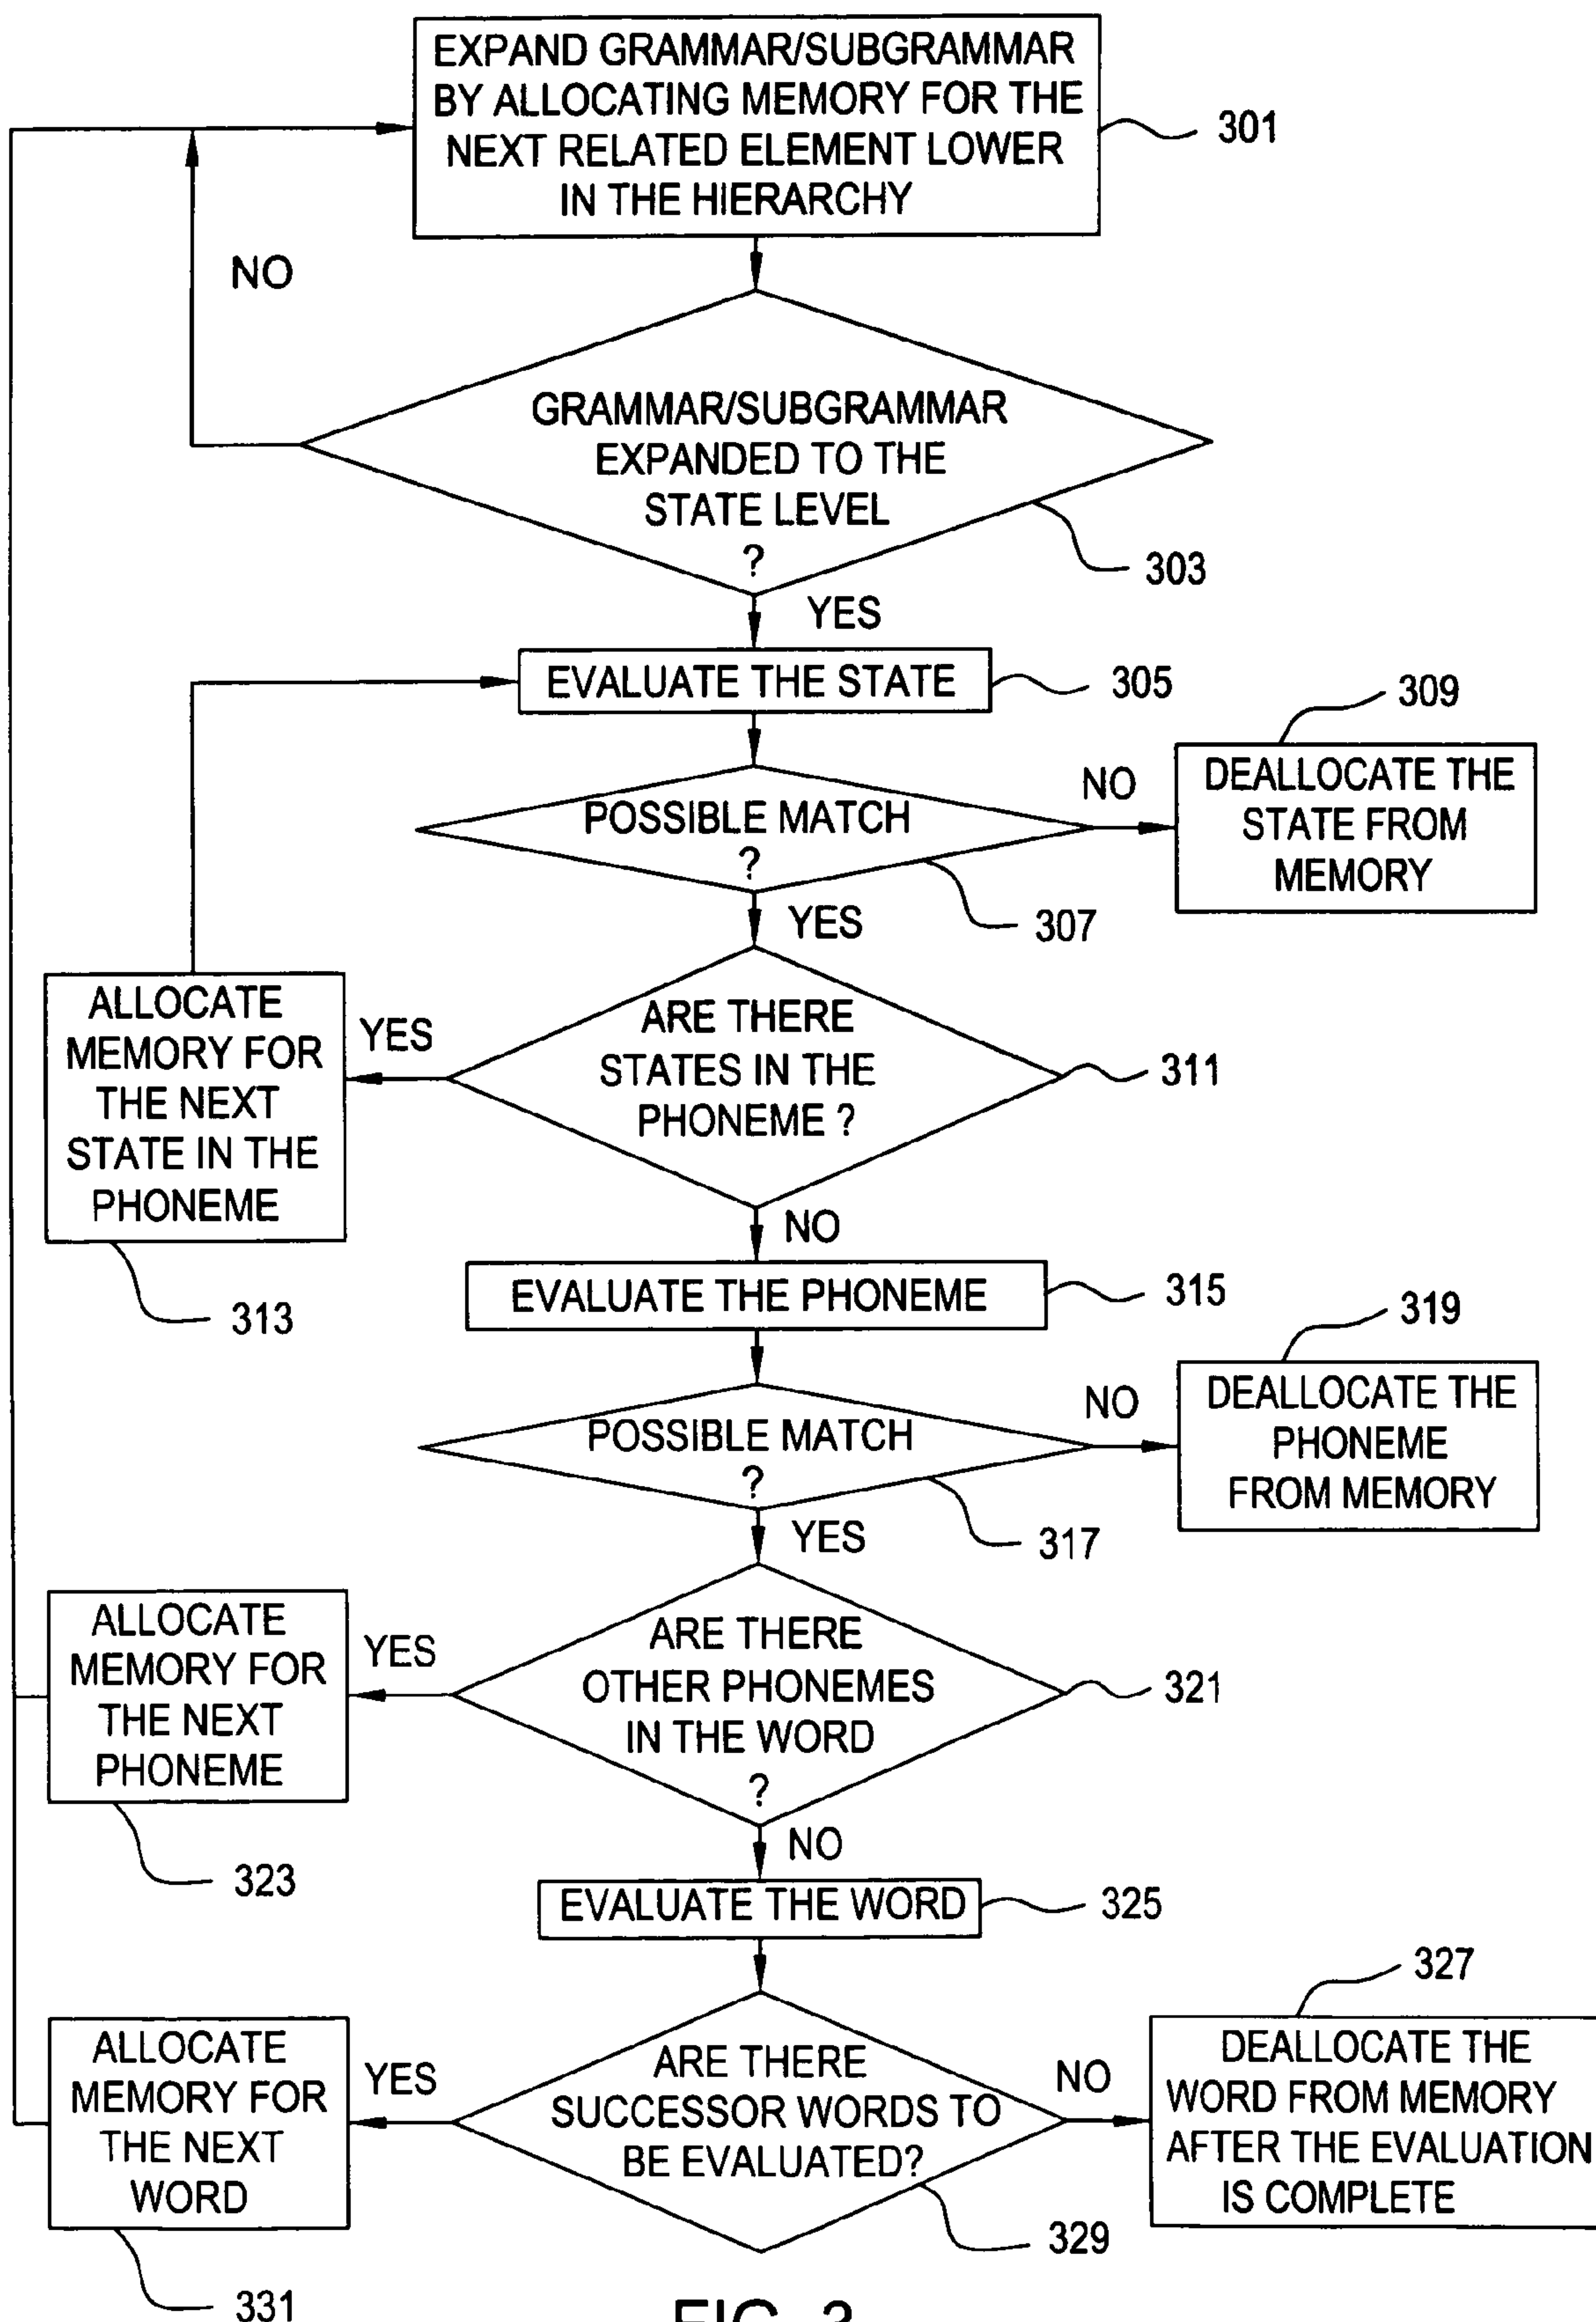 EXPAND GRAMMAR/SUBGRAMMAR
BY ALLOCATING MEMORY FOR THE
NEXT RELATED ELEMENT LOWER
IN THE HIERARCHY
301
NO
GRAMMAR/SUBGRAMMAR
EXPANDED TO THE
STATE LEVEL
?
303
YES
EVALUATE THE STATE
305
309
POSSIBLE MATCH
?
NO
DEALLOCATE THE
STATE FROM
MEMORY
307
YES
ARE THERE
STATES IN THE
PHONEME ?
311
YES
ALLOCATE
MEMORY FOR
THE NEXT
STATE IN THE
PHONEME
313
NO
EVALUATE THE PHONEME
315
319
POSSIBLE MATCH
?
NO
DEALLOCATE THE
PHONEME
FROM MEMORY
317
YES
ARE THERE
OTHER PHONEMES
IN THE WORD
?
321
YES
ALLOCATE
MEMORY FOR
THE NEXT
PHONEME
323
NO
EVALUATE THE WORD
325
327
ARE THERE
SUCCESSOR WORDS TO
BE EVALUATED?
NO
DEALLOCATE THE
WORD FROM MEMORY
AFTER THE EVALUATION
IS COMPLETE
329
YES
ALLOCATE
MEMORY FOR
THE NEXT
WORD
331
FIG. 3